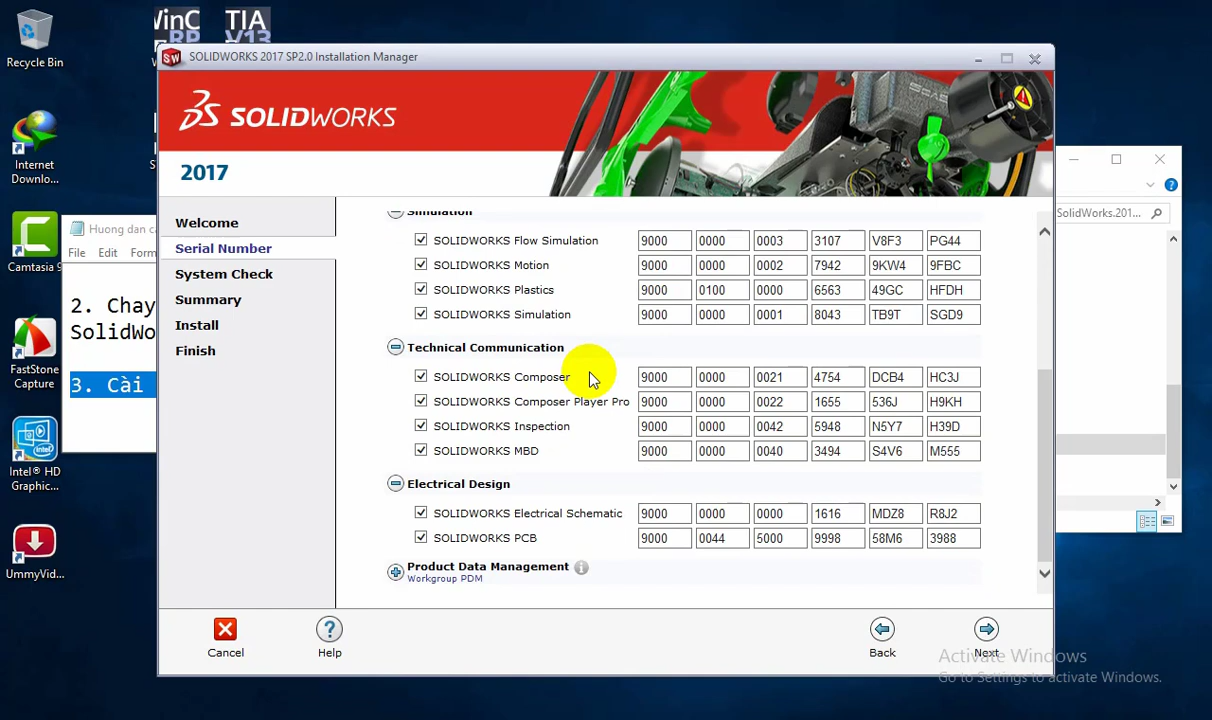 Recycle Bin
WinC
RP
TIA
V13
Internet
Downlo...
Camtasia 9
FastStone
Capture
Intel® HD
Graphic...
UmmyVid...
Huong dan ca
File Edit Form
2. Chay
SolidWo
3. Cài
SolidWorks.201...
SOLIDWORKS 2017 SP2.0 Installation Manager
SOLIDWORKS
2017
Welcome
Serial Number
System Check
Summary
Install
Finish
Simulation
SOLIDWORKS Flow Simulation 9000 0000 0003 3107 V8F3 PG44
SOLIDWORKS Motion 9000 0000 0002 7942 9KW4 9FBC
SOLIDWORKS Plastics 9000 0100 0000 6563 49GC HFDH
SOLIDWORKS Simulation 9000 0000 0001 8043 TB9T SGD9
Technical Communication
SOLIDWORKS Composer 9000 0000 0021 4754 DCB4 HC3J
SOLIDWORKS Composer Player Pro 9000 0000 0022 1655 536J H9KH
SOLIDWORKS Inspection 9000 0000 0042 5948 N5Y7 H39D
SOLIDWORKS MBD 9000 0000 0040 3494 S4V6 M555
Electrical Design
SOLIDWORKS Electrical Schematic 9000 0000 0000 1616 MDZ8 R8J2
SOLIDWORKS PCB 9000 0044 5000 9998 58M6 3988
Product Data Management
Workgroup PDM
Cancel
Help
Back
Next
Activate Windows
Go to Settings to activate Windows.